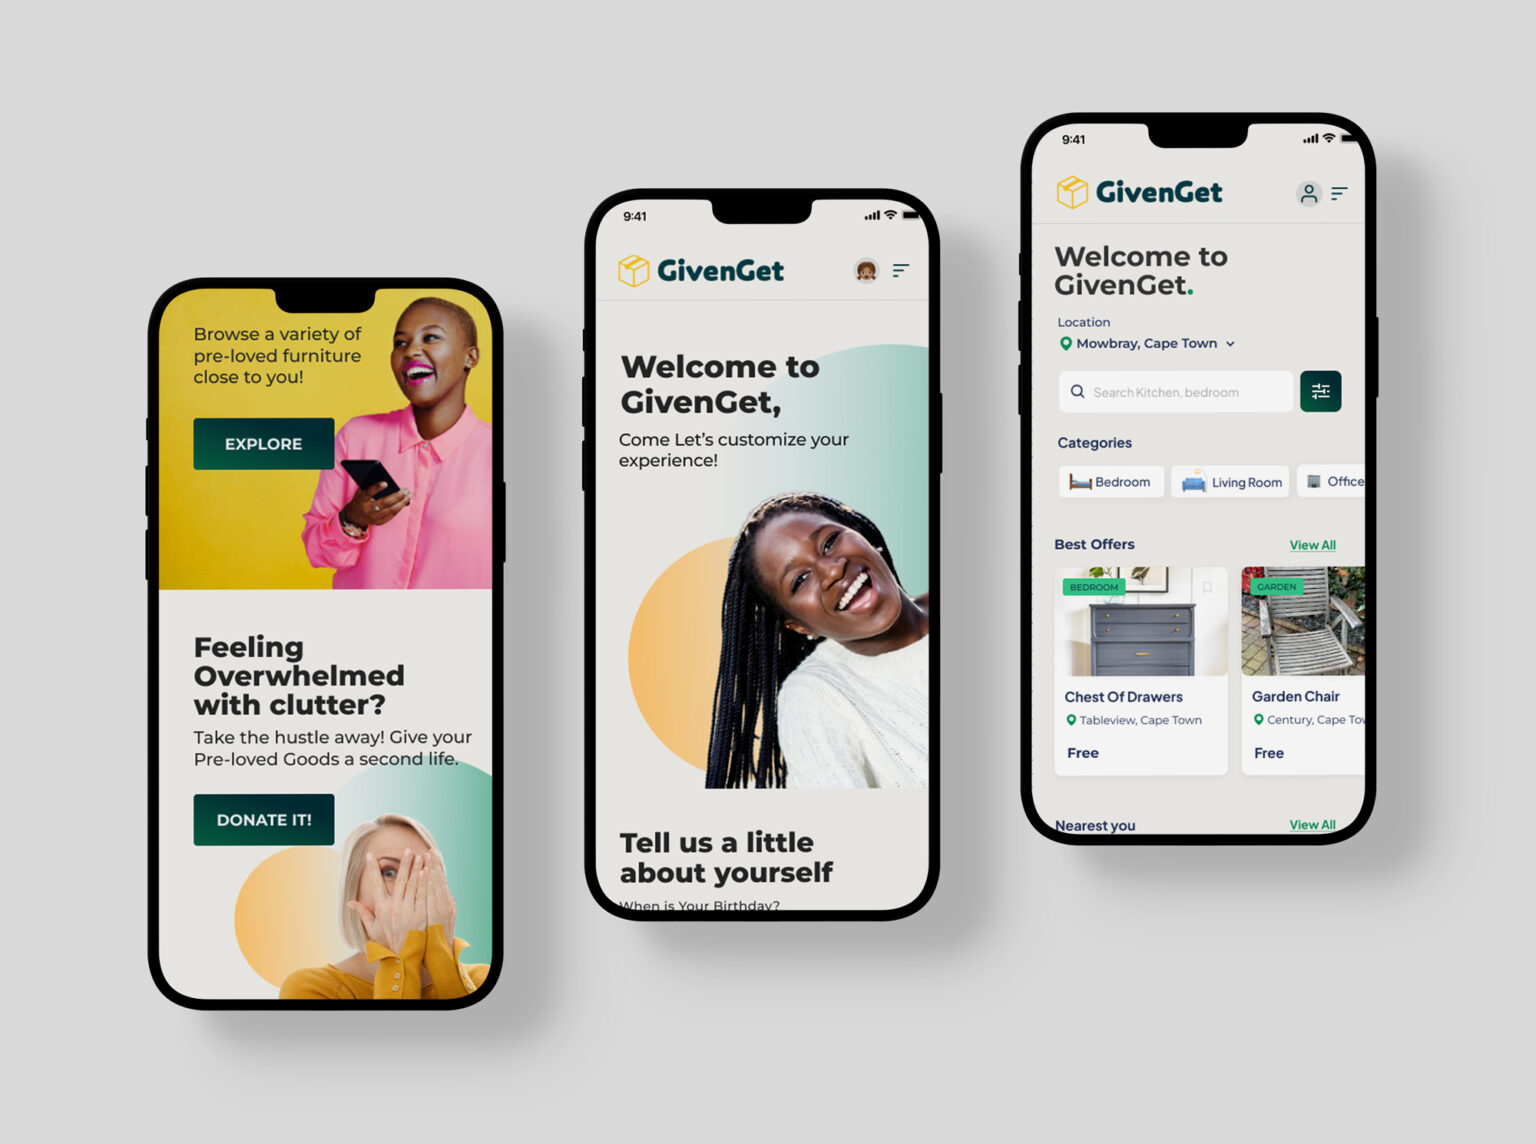 Browse a variety of
pre-loved furniture
close to you!
EXPLORE
Feeling
Overwhelmed
with clutter?
Take the hustle away! Give your
Pre-loved Goods a second life.
DONATE IT!
9:41
GivenGet
Welcome to
GivenGet,
Come Let's customize your
experience!
Tell us a little
about yourself
When is Your Birthday?
9:41
GivenGet
Welcome to
GivenGet.
Location
Mowbray, Cape Town
Search Kitchen, bedroom
Categories
Bedroom
Living Room
Office
Best Offers
View All
BEDROOM
GARDEN
Chest Of Drawers
Tableview, Cape Town
Free
Garden Chair
Century, Cape Tow
Free
Nearest you
View All